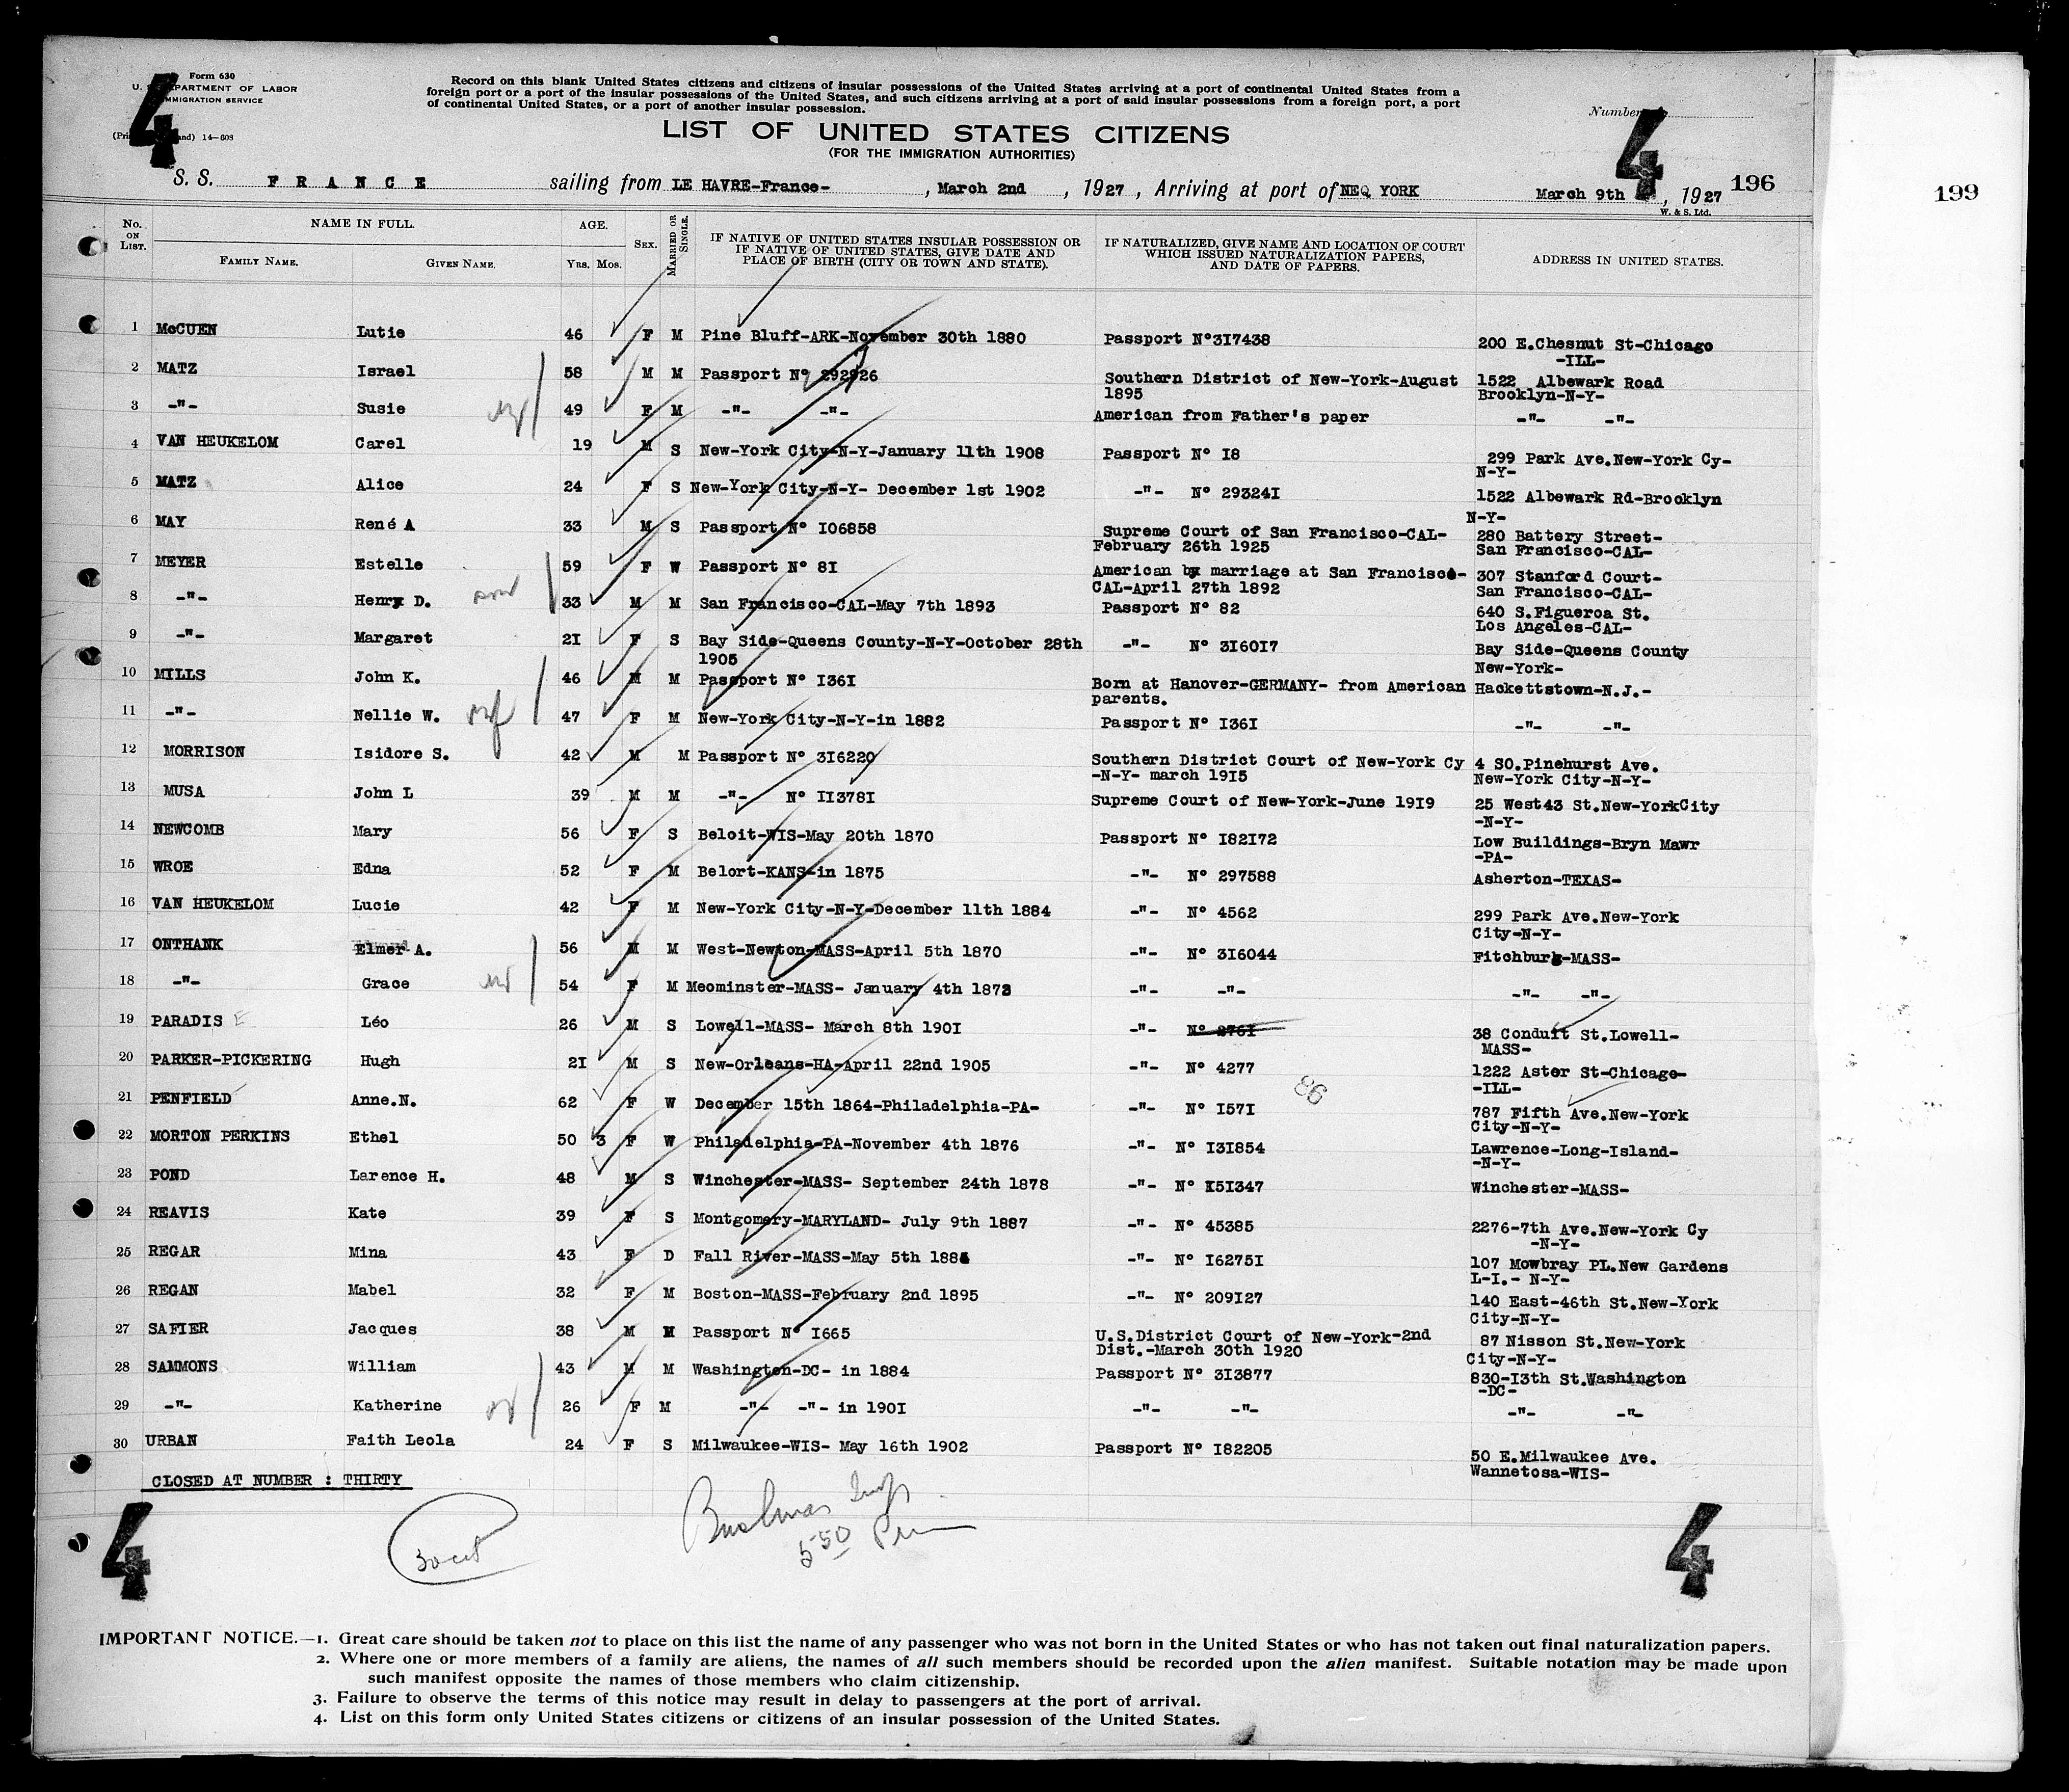 Form 630
U. S. DEPARTMENT OF LABOR
IMMIGRATION SERVICE
14—608
4
Record on this blank United States citizens and citizens of insular possessions of the United States arriving at a port of continental United States from a
foreign port or a port of the insular possessions of the United States, and such citizens arriving at a port of said insular possessions from a foreign port, a port
of continental United States, or a port of another insular possession.
LIST OF UNITED STATES CITIZENS
(FOR THE IMMIGRATION AUTHORITIES)
Number
4
S. S. FRANCE sailing from LE HAVRE-France- , March 2nd , 1927 , Arriving at port of NEQ YORK March 9th , 1927
196
199
W. & S. Ltd.
No. ON LIST. NAME IN FULL. FAMILY NAME. GIVEN NAME. AGE. YRS. MOS. SEX. MARRIED OR SINGLE. IF NATIVE OF UNITED STATES INSULAR POSSESSION OR IF NATIVE OF UNITED STATES, GIVE DATE AND PLACE OF BIRTH (CITY OR TOWN AND STATE). IF NATURALIZED, GIVE NAME AND LOCATION OF COURT WHICH ISSUED NATURALIZATION PAPERS, AND DATE OF PAPERS. ADDRESS IN UNITED STATES.
1 McCUEN Lutie 46 F M Pine Bluff-ARK-November 30th 1880 Passport N°317438 200 E.Chesnut St-Chicago
-ILL-
2 MATZ Israel 58 M M Passport N° 292926 Southern District of New-York-August 1522 Albewark Road
1895 Brooklyn-N-Y-
3 -"- Susie 49 F M -"- -"- American from Father's paper -"- -"-
4 VAN HEUKELOM Carel 19 M S New-York City-N-Y-January 11th 1908 Passport N° I8 299 Park Ave.New-York Cy-
N-Y-
5 MATZ Alice 24 F S New-York City-N-Y- December 1st 1902 -"- N° 29324I 1522 Albewark Rd-Brooklyn
N-Y-
6 MAY René A 33 M S Passport N° I06858 Supreme Court of San Francisco-CAL- 280 Battery Street-
February 26th 1925 San Francisco-CAL-
7 MEYER Estelle 59 F W Passport N° 8I American by marriage at San Francisco- 307 Stanford Court-
CAL-April 27th 1892 San Francisco-CAL-
8 -"- Henry D. 33 M M San Francisco-CAL-May 7th 1893 Passport N° 82 640 S.Figueroa St.
Los Angeles-CAL-
9 -"- Margaret 2I F S Bay Side-Queens County-N-Y-October 28th -"- N° 3I60I7 Bay Side-Queens County
1905 New-York-
10 MILLS John K. 46 M M Passport N° I36I Born at Hanover-GERMANY- from American Hackettstown-N.J.-
parents.
11 -"- Nellie W. 47 F M New-York City-N-Y-in 1882 Passport N° I36I -"- -"-
12 MORRISON Isidore S. 42 M M Passport N° 3I6220 Southern District Court of New-York Cy 4 SO.Pinehurst Ave.
-N-Y- march 19I5 New-York City-N-Y-
13 MUSA John L 39 M M -"- N° II378I Supreme Court of New-York-June 19I9 25 West43 St.New-YorkCity
-N-Y-
14 NEWCOMB Mary 56 F S Beloit-WIS-May 20th 1870 Passport N° I82I72 Low Buildings-Bryn Mawr
-PA-
15 WROE Edna 52 F M Belort-KANS-in 1875 -"- N° 297588 Asherton-TEXAS-
16 VAN HEUKELOM Lucie 42 F M New-York City-N-Y-December 11th 1884 -"- N° 4562 299 Park Ave.New-York
City-N-Y-
17 ONTHANK Elmer A. 56 M M West-Newton-MASS-April 5th 1870 -"- N° 3I6044 Fitchburg-MASS-
18 -"- Grace 54 F M Meominster-MASS- January 4th 1872 -"- -"- -"- -"-
19 PARADIS Léo 26 M S Lowell-MASS- March 8th 190I -"- N° 276I 38 Conduit St.Lowell-
MASS-
20 PARKER-PICKERING Hugh 2I M S New-Orleans-HA-April 22nd 1905 -"- N° 4277 1222 Aster St-Chicago-
-ILL-
86
21 PENFIELD Anne.N. 62 F W December 15th 1864-Philadelphia-PA- -"- N° I57I 787 Fifth Ave.New-York
City-N-Y-
22 MORTON PERKINS Ethel 50 3 F W Philadelphia-PA-November 4th 1876 -"- N° I3I854 Lawrence-Long-Island-
-N-Y-
23 POND Larence H. 48 M S Winchester-MASS- September 24th 1878 -"- N° I5I347 Winchester-MASS-
24 REAVIS Kate 39 F S Montgomery-MARYLAND- July 9th 1887 -"- N° 45385 2276-7th Ave.New-York Cy
-N-Y-
25 REGAR Mina 43 F D Fall River-MASS-May 5th -"- N° I6275I 107 Mowbray PL.New Gardens
L-I.- N-Y-
26 REGAN Mabel 32 F M Boston-MASS-February 2nd 1895 -"- N° 209I27 140 East-46th St.New-York
City-N-Y-
27 SAFIER Jacques 38 M M Passport N° I665 U.S.District Court of New-York-2nd 87 Nisson St.New-York
Dist.-March 30th 1920 City-N-Y-
28 SAMMONS William 43 M M Washington-DC- in 1884 Passport N° 3I3877 830-I3th St.Washington
-DC-
29 -"- Katherine 26 F M -"- -"- in 190I -"- -"- -"- -"-
30 URBAN Faith Leola 24 F S Milwaukee-WIS- May 16th 1902 Passport N° I82205 50 E.Milwaukee Ave.
Wannetosa-WIS-
CLOSED AT NUMBER : THIRTY
30 cit
550
4
4
IMPORTANT NOTICE.—1. Great care should be taken not to place on this list the name of any passenger who was not born in the United States or who has not taken out final naturalization papers.
2. Where one or more members of a family are aliens, the names of all such members should be recorded upon the alien manifest. Suitable notation may be made upon
such manifest opposite the names of those members who claim citizenship.
3. Failure to observe the terms of this notice may result in delay to passengers at the port of arrival.
4. List on this form only United States citizens or citizens of an insular possession of the United States.